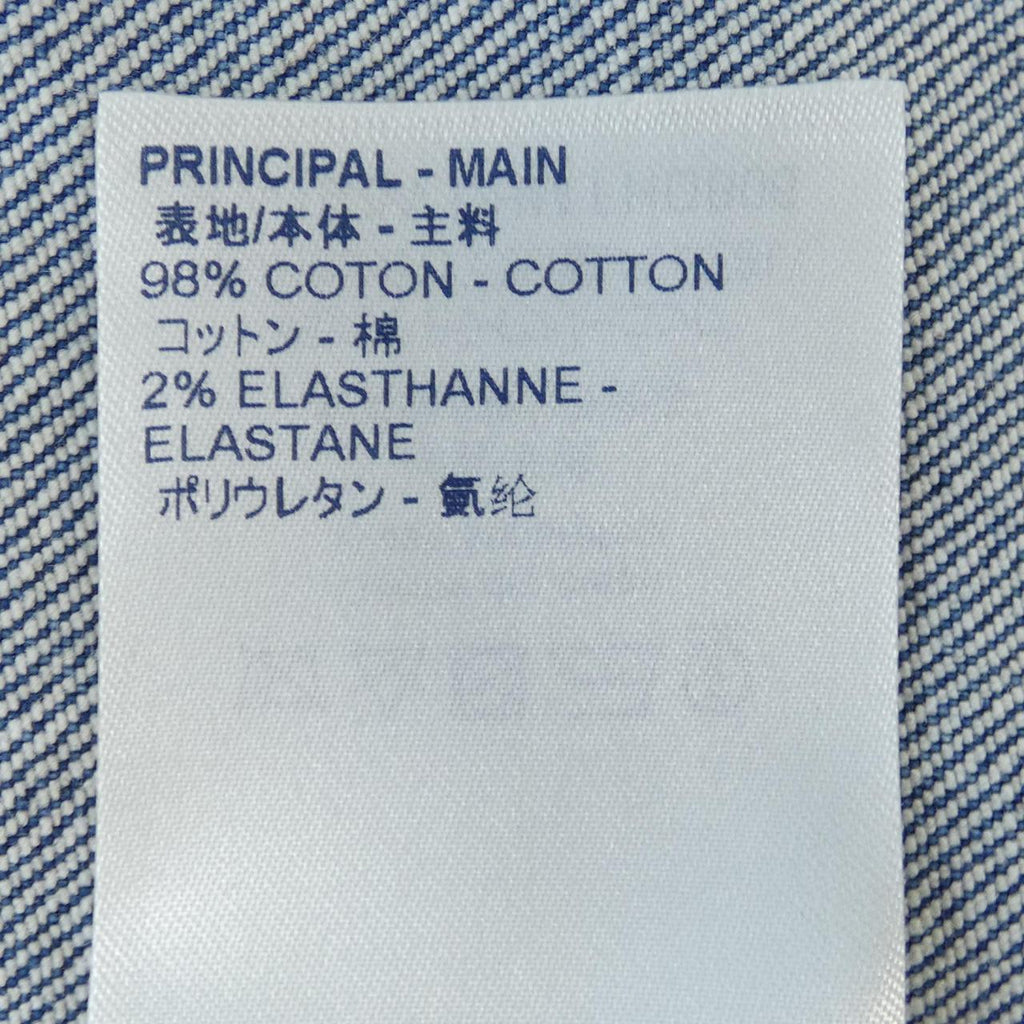 PRINCIPAL - MAIN
表地/本体 - 主料
98% COTON - COTTON
コットン - 棉
2% ELASTHANNE -
ELASTANE
ポリウレタン - 氨纶